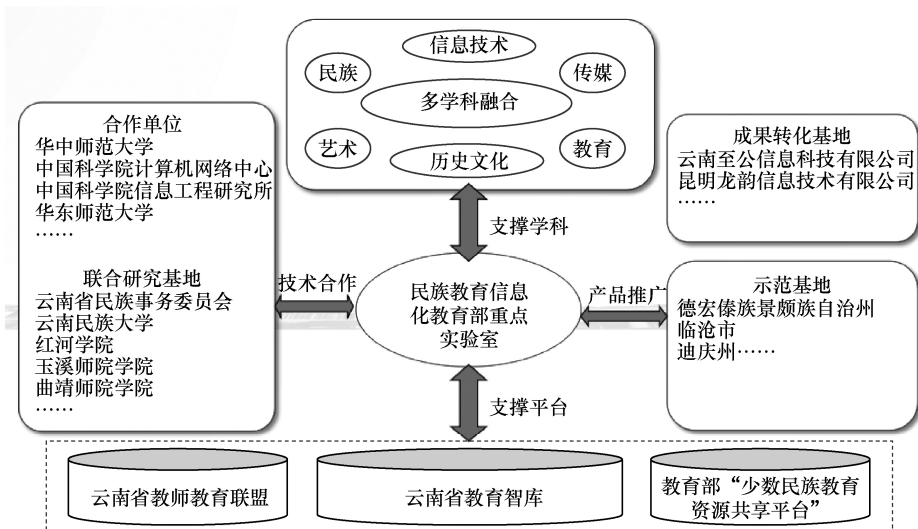 信息技术
民族
传媒
多学科融合
艺术
教育
历史文化
合作单位
华中师范大学
中国科学院计算机网络中心
中国科学院信息工程研究所
华东师范大学
……
联合研究基地
云南省民族事务委员会
云南民族大学
红河学院
玉溪师院学院
曲靖师院学院
……
成果转化基地
云南至公信息科技有限公司
昆明龙韵信息技术有限公司
……
支撑学科
技术合作
民族教育信息
化教育部重点
实验室
产品推广
示范基地
德宏傣族景颇族自治州
临沧市
迪庆州……
支撑平台
云南省教师教育联盟
云南省教育智库
教育部“少数民族教育
资源共享平台”